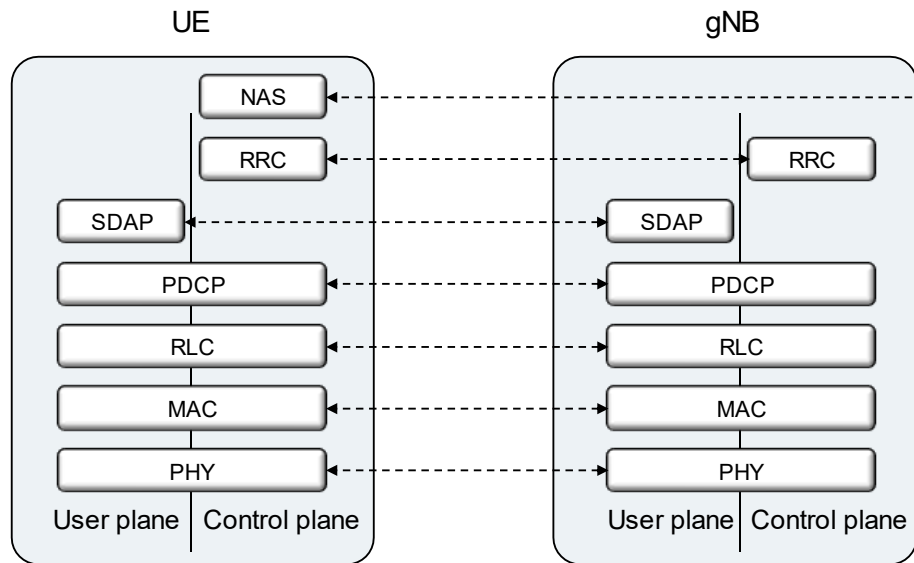 UE
gNB
NAS
RRC
RRC
SDAP
SDAP
PDCP
PDCP
RLC
RLC
MAC
MAC
PHY
PHY
User plane
Control plane
User plane
Control plane